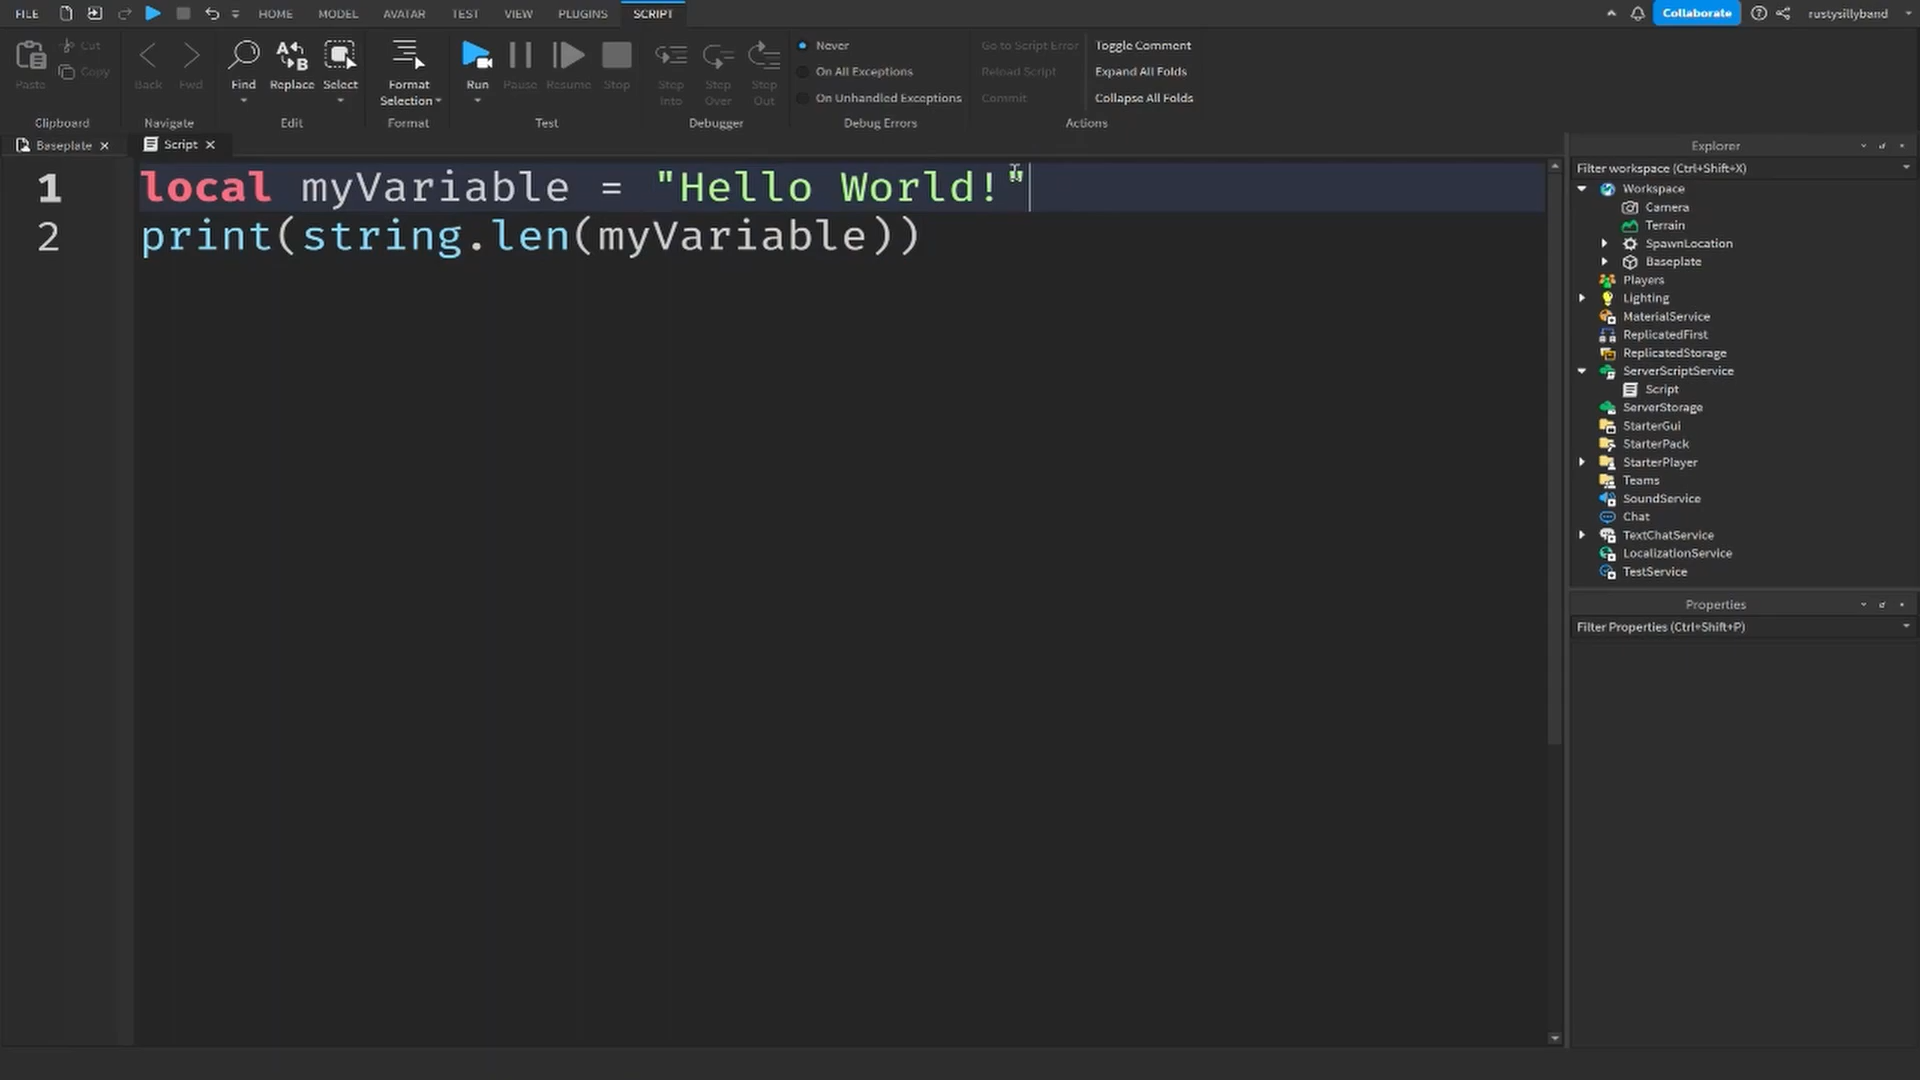 FILE HOME MODEL AVATAR TEST VIEW PLUGINS SCRIPT Collaborate rustysillyband
Paste Cut Copy Back Fwd Find Replace Select Format Selection Run Pause Resume Stop Step Into Step Over Step Out
Never Go to Script Error Toggle Comment
On All Exceptions Reload Script Expand All Folds
On Unhandled Exceptions Commit Collapse All Folds
Clipboard Navigate Edit Format Test Debugger Debug Errors Actions
Baseplate Script
1 local myVariable = "Hello World!"
2 print(string.len(myVariable))
Explorer
Filter workspace (Ctrl+Shift+X)
Workspace
Camera
Terrain
SpawnLocation
Baseplate
Players
Lighting
MaterialService
ReplicatedFirst
ReplicatedStorage
ServerScriptService
Script
ServerStorage
StarterGui
StarterPack
StarterPlayer
Teams
SoundService
Chat
TextChatService
LocalizationService
TestService
Properties
Filter Properties (Ctrl+Shift+P)